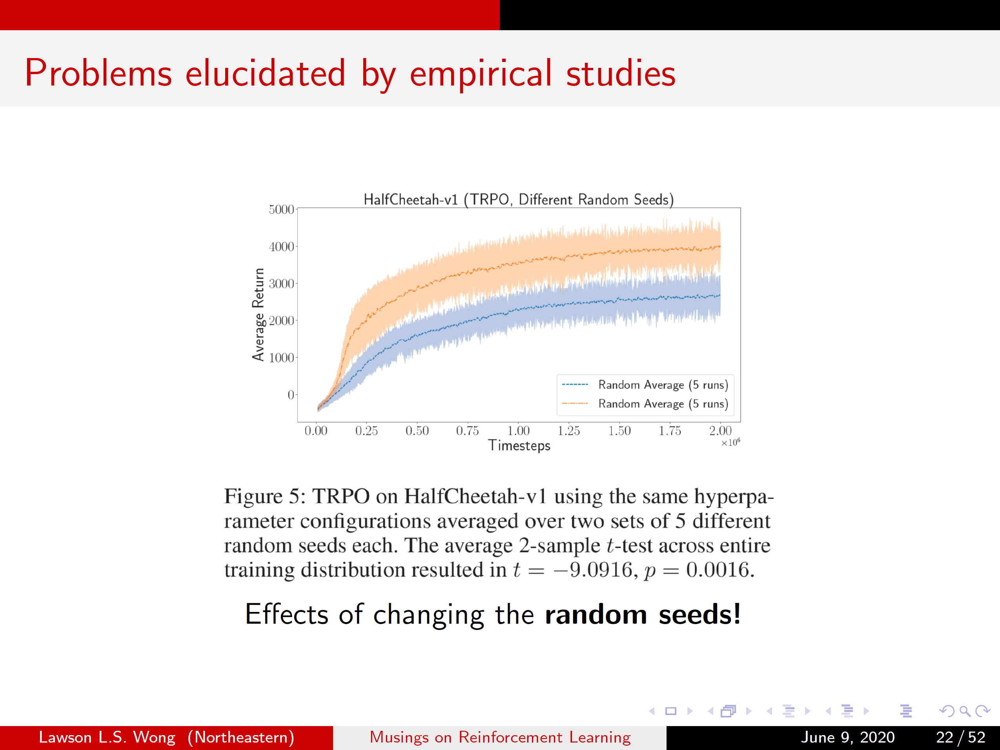 Problems elucidated by empirical studies
HalfCheetah-v1 (TRPO, Different Random Seeds)
5000
4000
3000
2000
1000
0
Average Return
Random Average (5 runs)
Random Average (5 runs)
0.00 0.25 0.50 0.75 1.00 1.25 1.50 1.75 2.00
×10⁶
Timesteps
Figure 5: TRPO on HalfCheetah-v1 using the same hyperpa-
rameter configurations averaged over two sets of 5 different
random seeds each. The average 2-sample t-test across entire
training distribution resulted in t = −9.0916, p = 0.0016.
Effects of changing the random seeds!
Lawson L.S. Wong (Northeastern) Musings on Reinforcement Learning June 9, 2020 22 / 52